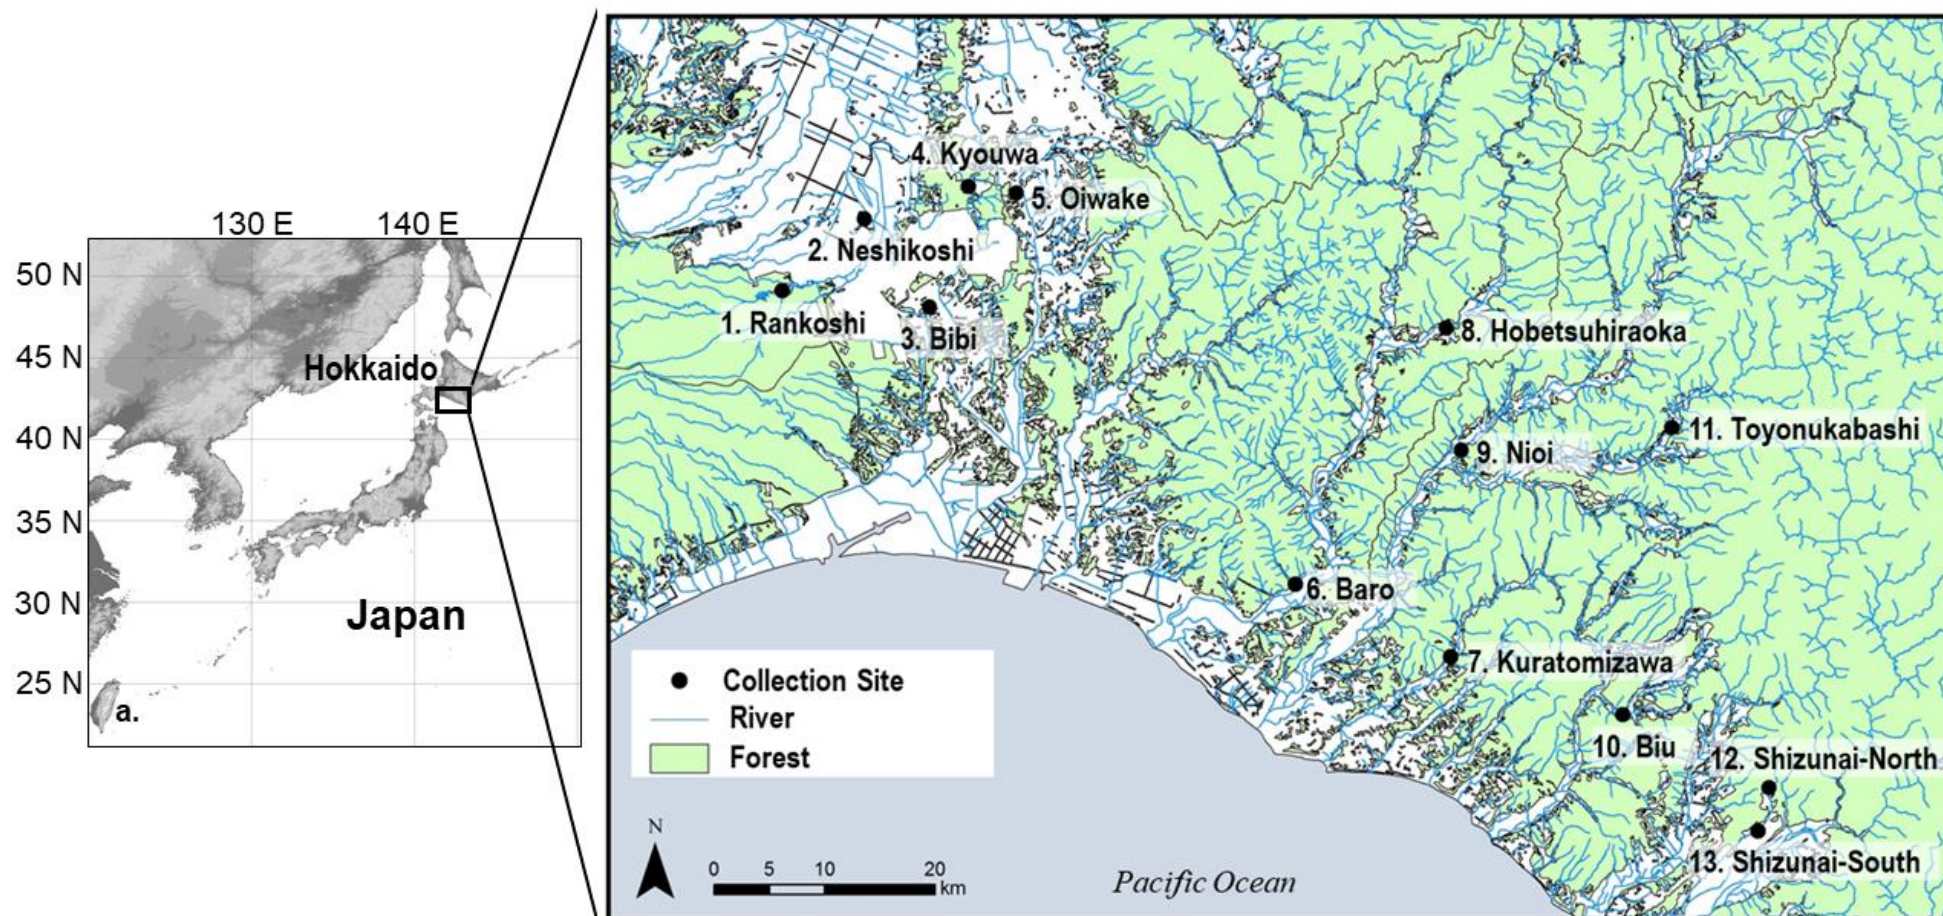 130 E
140 E
50 N
45 N
40 N
35 N
30 N
25 N
Hokkaido
Japan
a.
4. Kyouwa
5. Oiwake
2. Neshikoshi
1. Rankoshi
3. Bibi
8. Hobetsuhiraoka
11. Toyonukabashi
9. Nioi
6. Baro
7. Kuratomizawa
10. Biu
12. Shizunai-North
13. Shizunai-South
Collection Site
River
Forest
N
0 5 10 20
km
Pacific Ocean